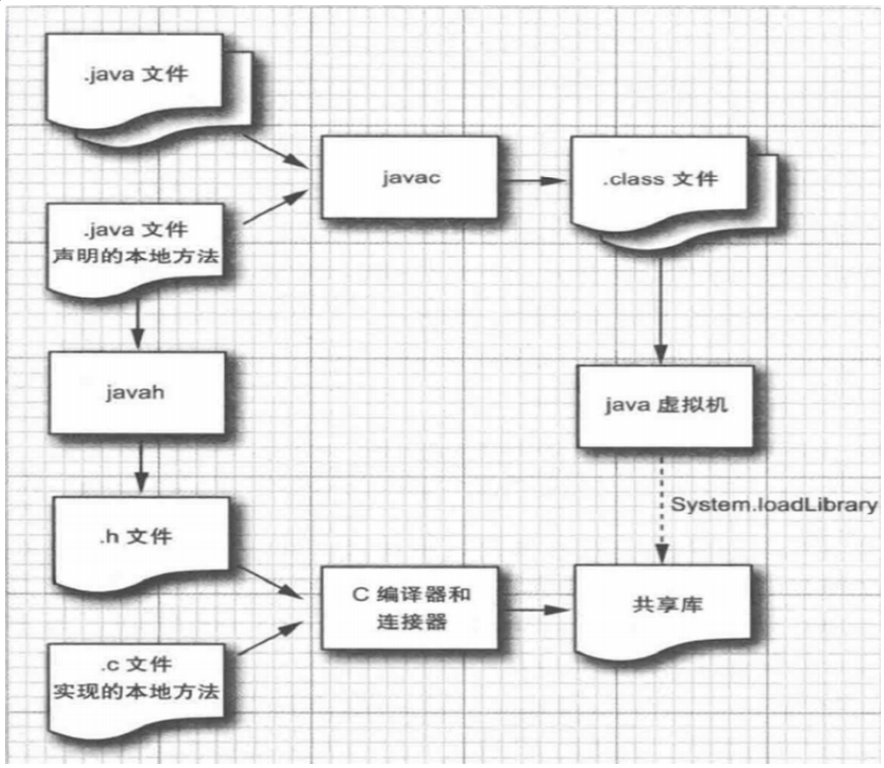 .java 文件
javac
.class 文件
.java 文件
声明的本地方法
javah
java 虚拟机
System.loadLibrary
.h 文件
C 编译器和
连接器
共享库
.c 文件
实现的本地方法